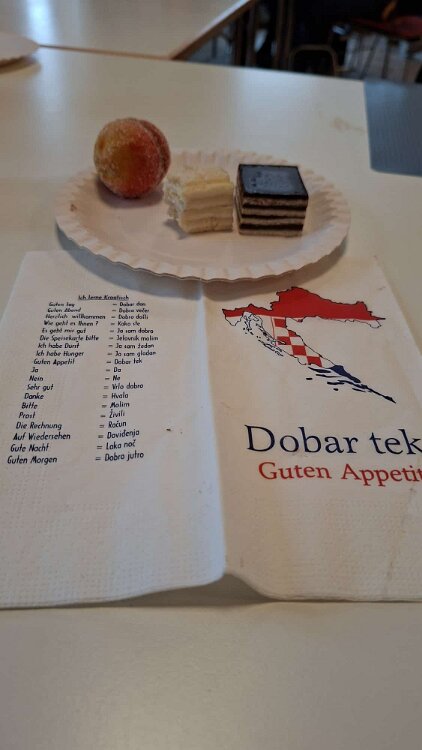 Ich lerne Kroatisch
Guten Tag = Dobar dan
Guten Abend = Dobra večer
Herzlich willkommen = Dobro došli
Wie geht es Ihnen ? = Kako ste
Es geht mir gut = Ja sam dobro
Die Speisekarte bitte = Jelovnik molim
Ich habe Durst = Ja sam žedan
Ich habe Hunger = Ja sam gladan
Guten Appetit = Dobar tek
Ja = Da
Nein = Ne
Sehr gut = Vrlo dobro
Danke = Hvala
Bitte = Molim
Prost = Živili
Die Rechnung = Račun
Auf Wiedersehen = Doviđenja
Gute Nacht = Laka noć
Guten Morgen = Dobro jutro
Dobar tek
Guten Appetit